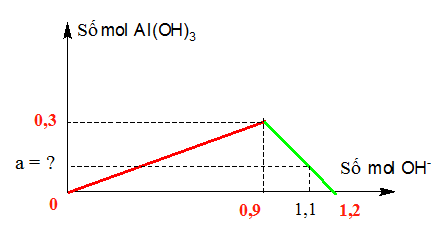 Số mol Al(OH)3
0,3
a = ?
Số mol OH-
0
0,9
1,1
1,2